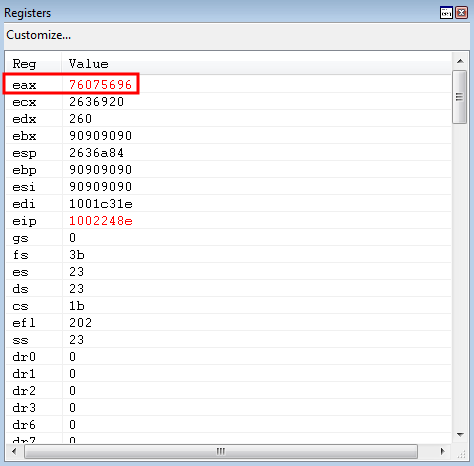 Registers
Customize...
Reg Value
eax 76075696
ecx 2636920
edx 260
ebx 90909090
esp 2636a84
ebp 90909090
esi 90909090
edi 1001c31e
eip 1002248e
gs 0
fs 3b
es 23
ds 23
cs 1b
efl 202
ss 23
dr0 0
dr1 0
dr2 0
dr3 0
dr6 0
dr7 0